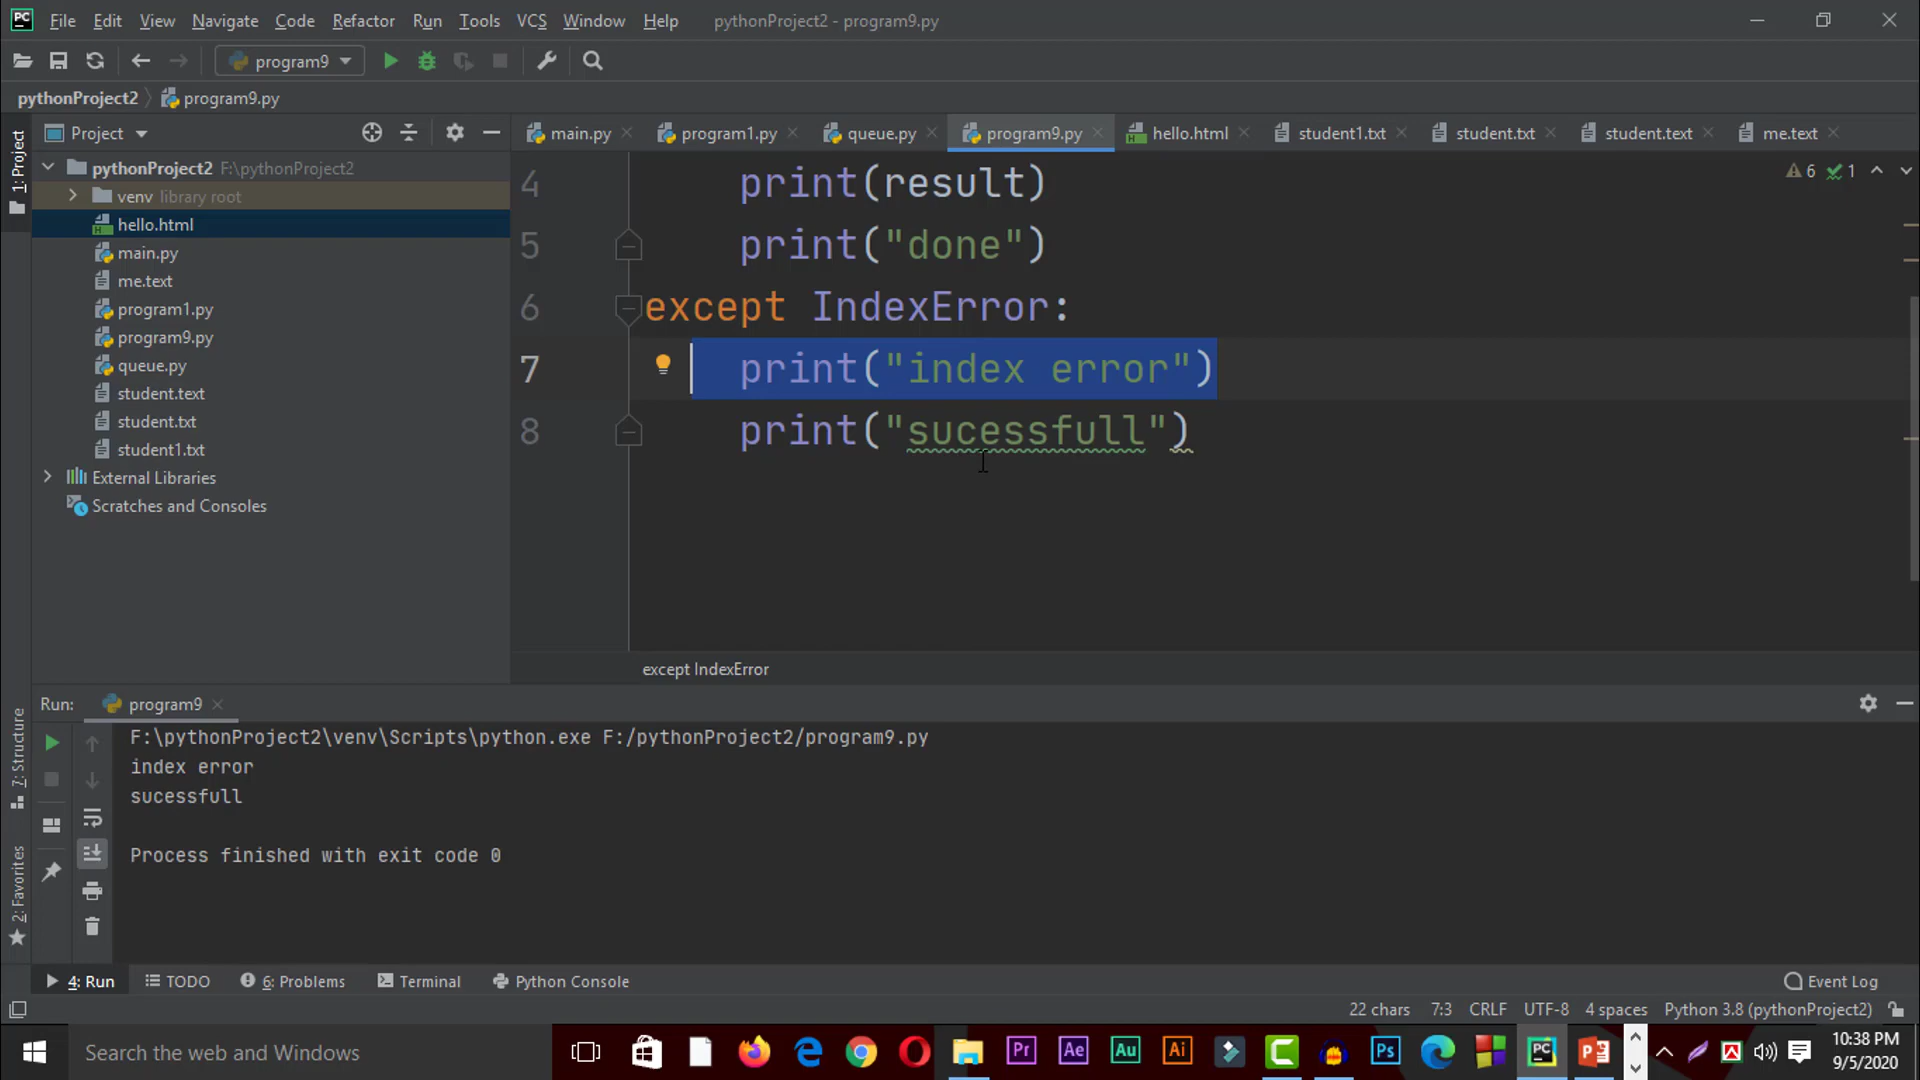 PC File Edit View Navigate Code Refactor Run Tools VCS Window Help pythonProject2 - program9.py
program9
pythonProject2 program9.py
1: Project
Project
main.py program1.py queue.py program9.py hello.html student1.txt student.txt student.text me.text
pythonProject2 F:\pythonProject2
venv library root
hello.html
main.py
me.text
program1.py
program9.py
queue.py
student.text
student.txt
student1.txt
External Libraries
Scratches and Consoles
6 1
4 print(result)
5 print("done")
6 except IndexError:
7 print("index error")
8 print("sucessfull")
except IndexError
Run: program9
7: Structure
2: Favorites
F:\pythonProject2\venv\Scripts\python.exe F:/pythonProject2/program9.py
index error
sucessfull
Process finished with exit code 0
4: Run TODO 6: Problems Terminal Python Console Event Log
22 chars 7:3 CRLF UTF-8 4 spaces Python 3.8 (pythonProject2)
Search the web and Windows
Pr Ae Au Ai Ps PC
10:38 PM
9/5/2020